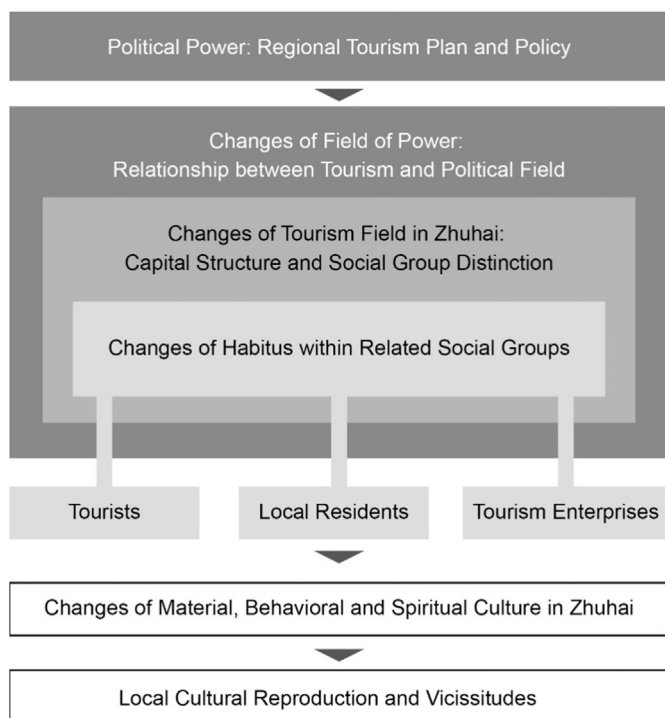 Political Power: Regional Tourism Plan and Policy
Changes of Field of Power:
Relationship between Tourism and Political Field
Changes of Tourism Field in Zhuhai:
Capital Structure and Social Group Distinction
Changes of Habitus within Related Social Groups
Tourists
Local Residents
Tourism Enterprises
Changes of Material, Behavioral and Spiritual Culture in Zhuhai
Local Cultural Reproduction and Vicissitudes